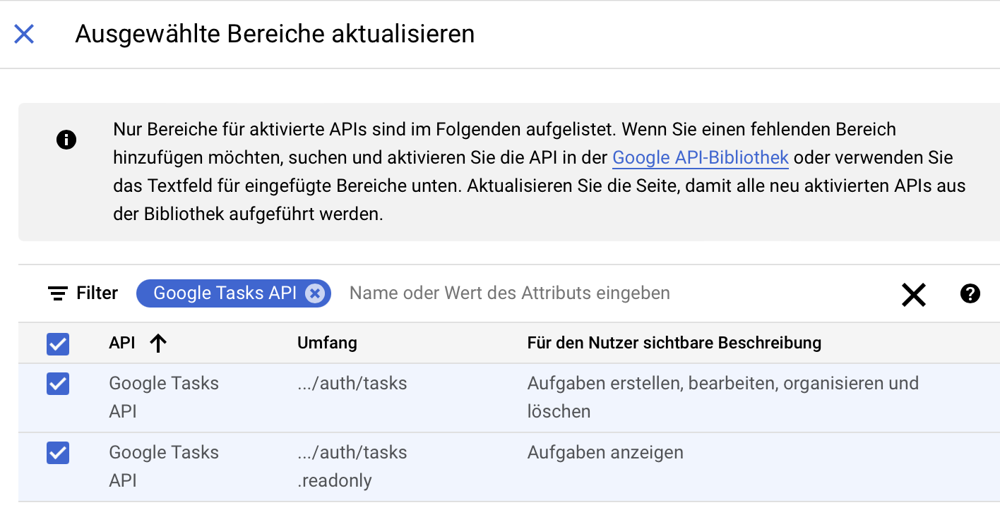 Ausgewählte Bereiche aktualisieren
Nur Bereiche für aktivierte APIs sind im Folgenden aufgelistet. Wenn Sie einen fehlenden Bereich
hinzufügen möchten, suchen und aktivieren Sie die API in der Google API-Bibliothek oder verwenden Sie
das Textfeld für eingefügte Bereiche unten. Aktualisieren Sie die Seite, damit alle neu aktivierten APIs aus
der Bibliothek aufgeführt werden.
Filter Google Tasks API Name oder Wert des Attributs eingeben
API Umfang Für den Nutzer sichtbare Beschreibung
Google Tasks .../auth/tasks Aufgaben erstellen, bearbeiten, organisieren und
API löschen
Google Tasks .../auth/tasks Aufgaben anzeigen
API .readonly